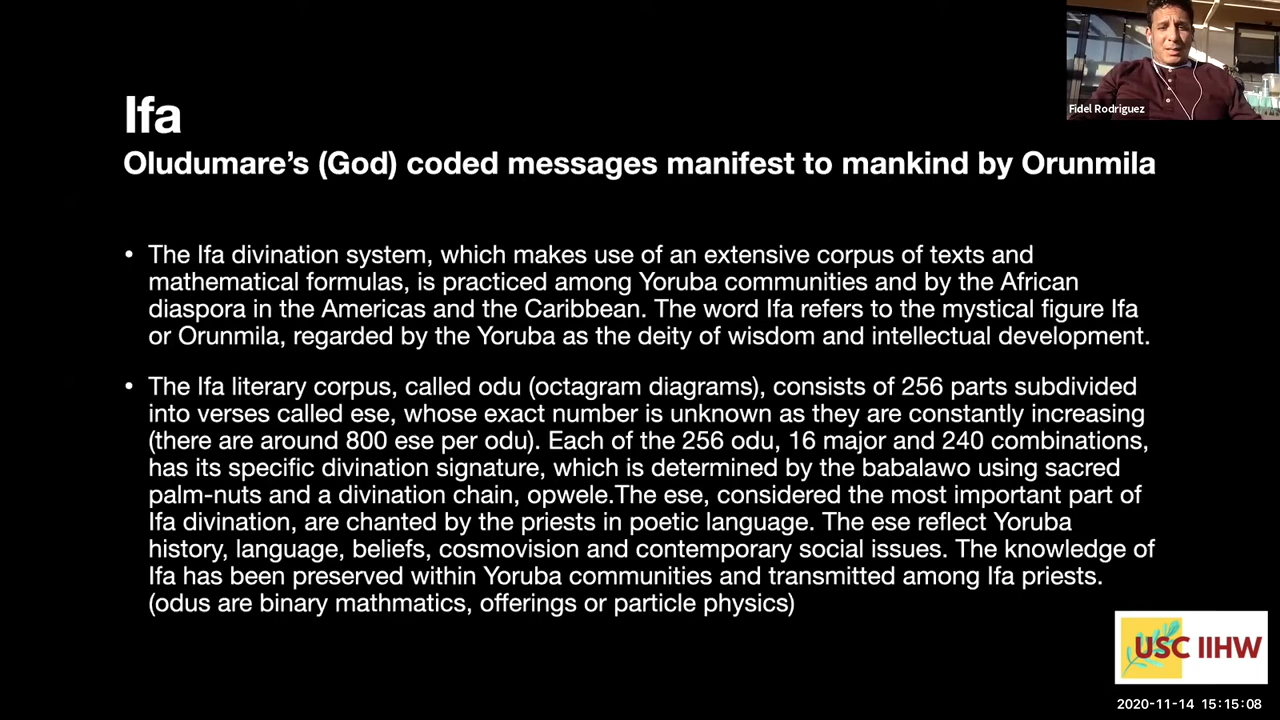 Fidel Rodriguez
Ifa
Oludumare’s (God) coded messages manifest to mankind by Orunmila
• The Ifa divination system, which makes use of an extensive corpus of texts and
mathematical formulas, is practiced among Yoruba communities and by the African
diaspora in the Americas and the Caribbean. The word Ifa refers to the mystical figure Ifa
or Orunmila, regarded by the Yoruba as the deity of wisdom and intellectual development.
• The Ifa literary corpus, called odu (octagram diagrams), consists of 256 parts subdivided
into verses called ese, whose exact number is unknown as they are constantly increasing
(there are around 800 ese per odu). Each of the 256 odu, 16 major and 240 combinations,
has its specific divination signature, which is determined by the babalawo using sacred
palm-nuts and a divination chain, opwele.The ese, considered the most important part of
Ifa divination, are chanted by the priests in poetic language. The ese reflect Yoruba
history, language, beliefs, cosmovision and contemporary social issues. The knowledge of
Ifa has been preserved within Yoruba communities and transmitted among Ifa priests.
(odus are binary mathmatics, offerings or particle physics)
USC IIHW
2020-11-14 15:15:08